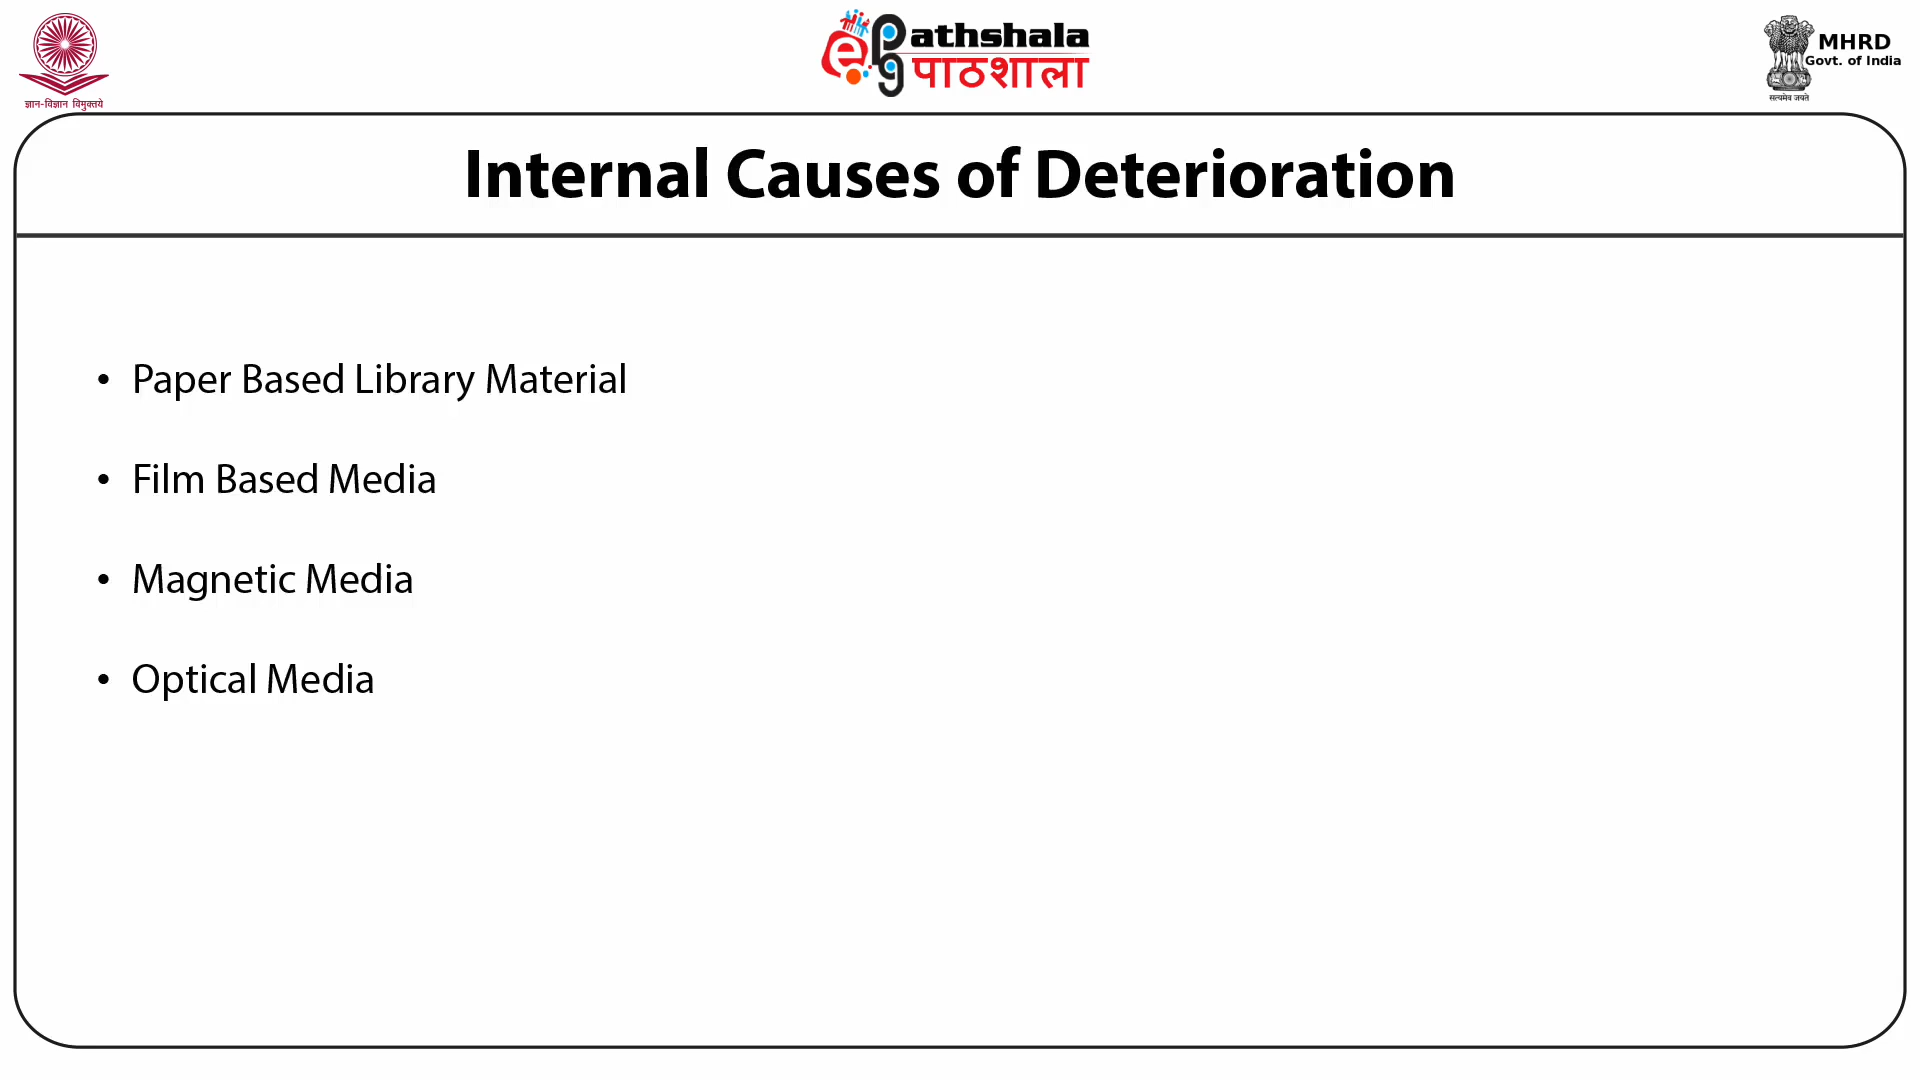 ज्ञान-विज्ञान विमुक्तये
e PG athshala
पाठशाला
MHRD
Govt. of India
सत्यमेव जयते
Internal Causes of Deterioration
• Paper Based Library Material
• Film Based Media
• Magnetic Media
• Optical Media